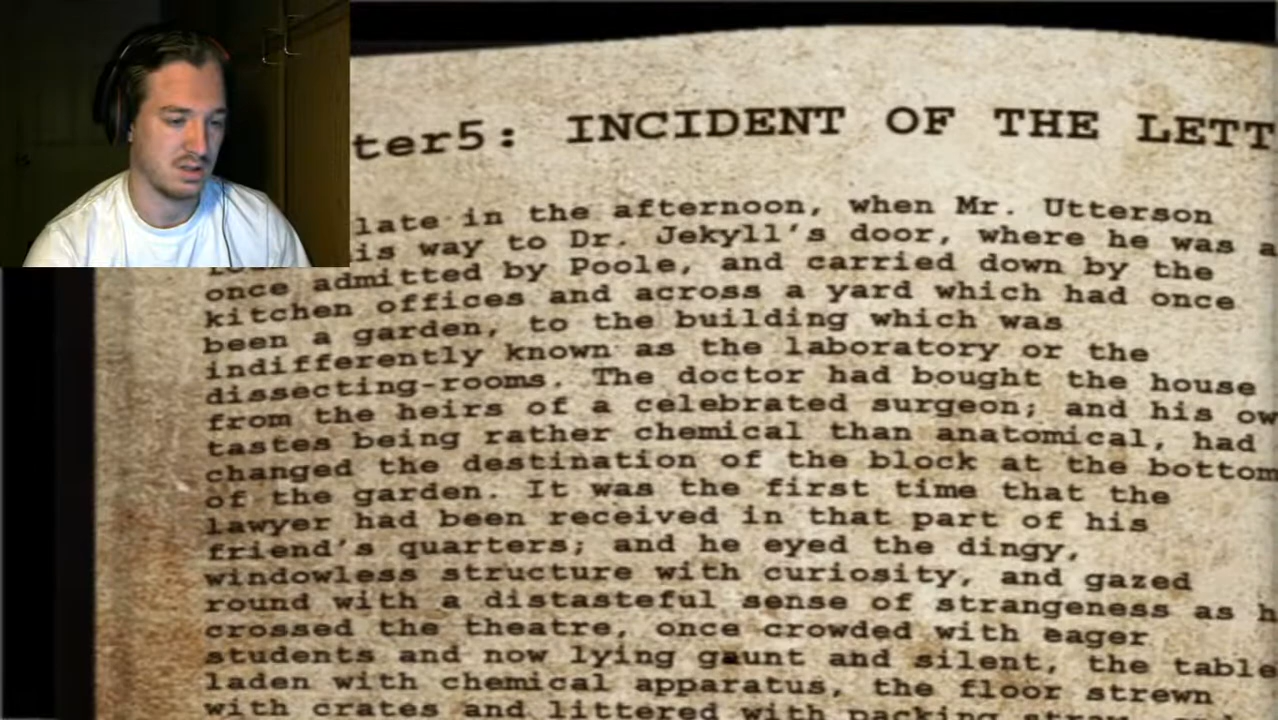 ter5: INCIDENT OF THE LETT
late in the afternoon, when Mr. Utterson
is way to Dr. Jekyll's door, where he was a
once admitted by Poole, and carried down by the
kitchen offices and across a yard which had once
been a garden, to the building which was
indifferently known as the laboratory or the
dissecting-rooms. The doctor had bought the house
from the heirs of a celebrated surgeon; and his ow
tastes being rather chemical than anatomical, had
changed the destination of the block at the bottom
of the garden. It was the first time that the
lawyer had been received in that part of his
friend's quarters; and he eyed the dingy,
windowless structure with curiosity, and gazed
round with a distasteful sense of strangeness as h
crossed the theatre, once crowded with eager
students and now lying gaunt and silent, the table
laden with chemical apparatus, the floor strewn
with crates and littered with packing